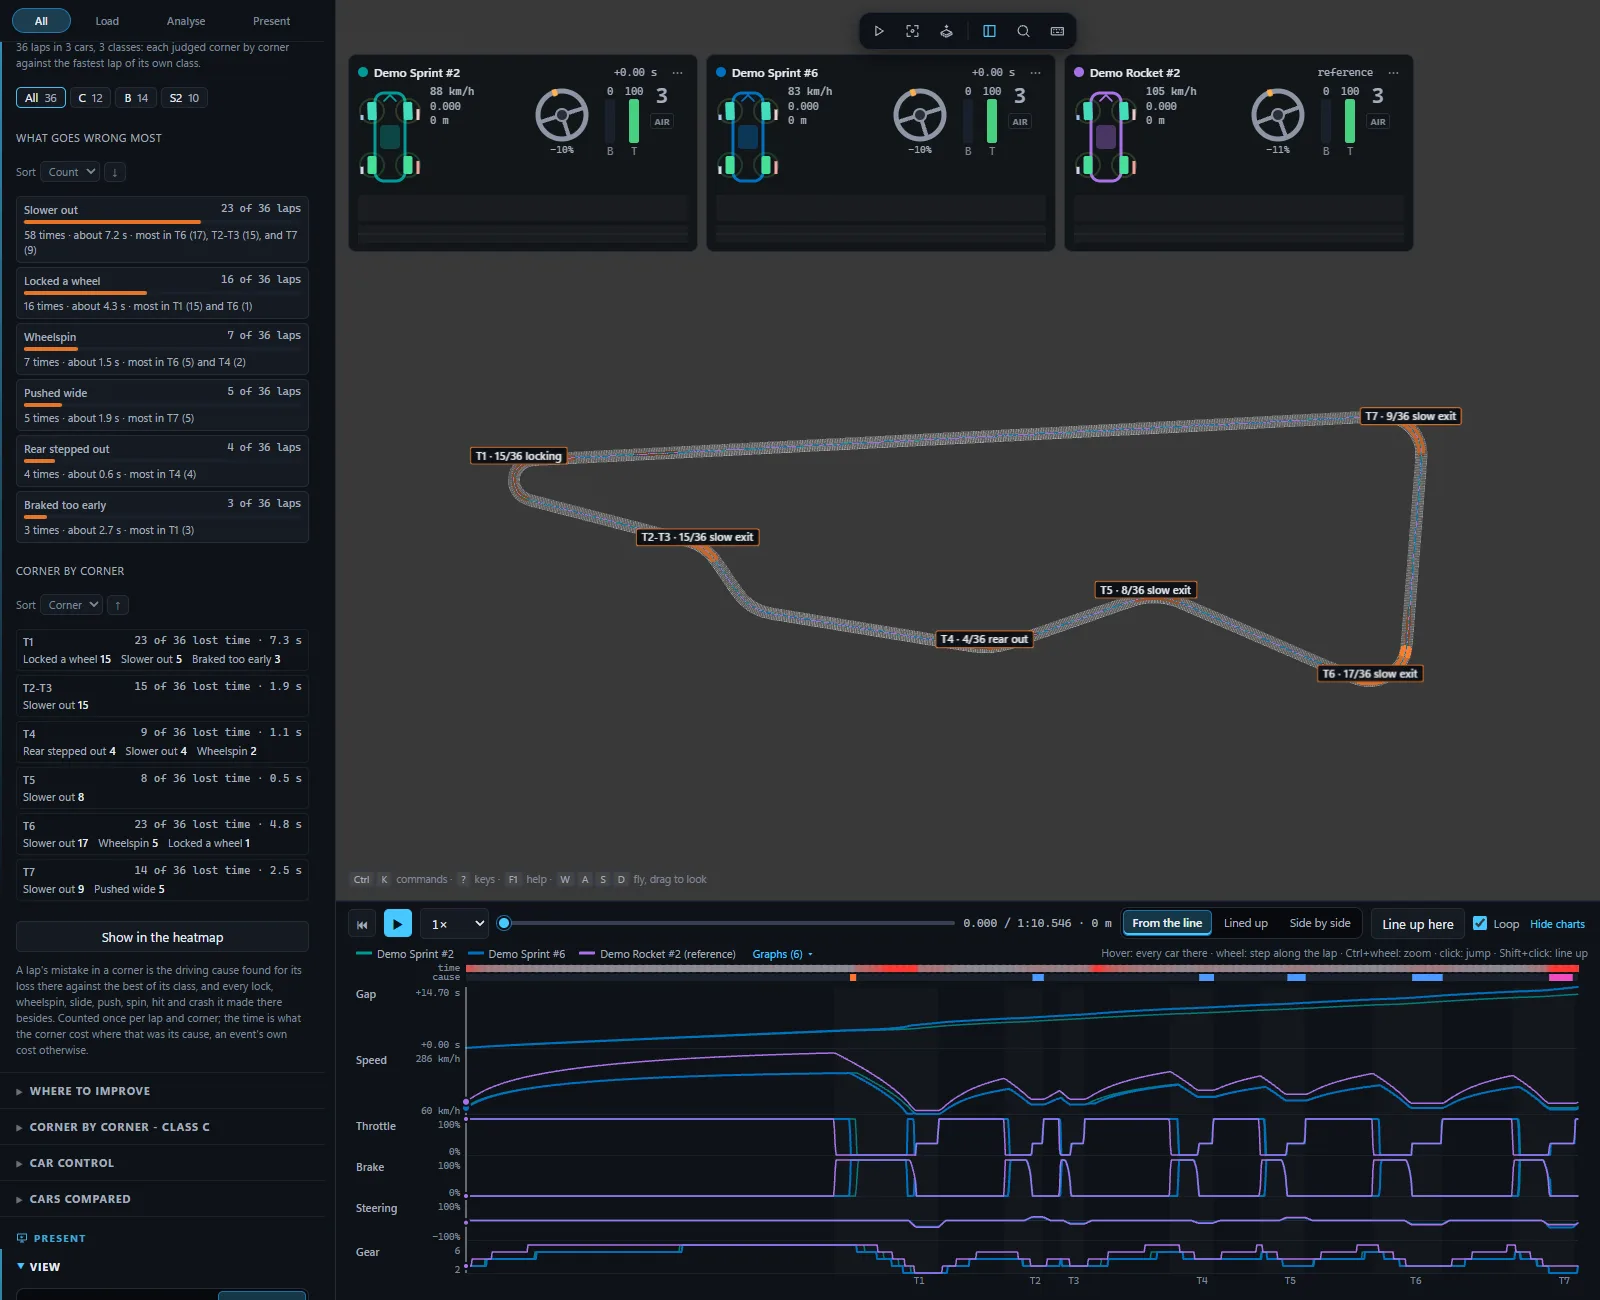 All
Load
Analyse
Present
36 laps in 3 cars, 3 classes: each judged corner by corner
against the fastest lap of its own class.
All 36
C 12
B 14
S2 10
WHAT GOES WRONG MOST
Sort Count ↓
Slower out 23 of 36 laps
58 times · about 7.2 s · most in T6 (17), T2-T3 (15), and T7
(9)
Locked a wheel 16 of 36 laps
16 times · about 4.3 s · most in T1 (15) and T6 (1)
Wheelspin 7 of 36 laps
7 times · about 1.5 s · most in T6 (5) and T4 (2)
Pushed wide 5 of 36 laps
5 times · about 1.9 s · most in T7 (5)
Rear stepped out 4 of 36 laps
4 times · about 0.6 s · most in T4 (4)
Braked too early 3 of 36 laps
3 times · about 2.7 s · most in T1 (3)
CORNER BY CORNER
Sort Corner ↑
T1 23 of 36 lost time · 7.3 s
Locked a wheel 15 Slower out 5 Braked too early 3
T2-T3 15 of 36 lost time · 1.9 s
Slower out 15
T4 9 of 36 lost time · 1.1 s
Rear stepped out 4 Slower out 4 Wheelspin 2
T5 8 of 36 lost time · 0.5 s
Slower out 8
T6 23 of 36 lost time · 4.8 s
Slower out 17 Wheelspin 5 Locked a wheel 1
T7 14 of 36 lost time · 2.5 s
Slower out 9 Pushed wide 5
Show in the heatmap
A lap's mistake in a corner is the driving cause found for its
loss there against the best of its class, and every lock,
wheelspin, slide, push, spin, hit and crash it made there
besides. Counted once per lap and corner; the time is what
the corner cost where that was its cause, an event's own
cost otherwise.
WHERE TO IMPROVE
CORNER BY CORNER - CLASS C
CAR CONTROL
CARS COMPARED
PRESENT
VIEW
Demo Sprint #2 +0.00 s ···
88 km/h
0.000
0 m
−10%
0 100
B T
3
AIR
Demo Sprint #6 +0.00 s ···
83 km/h
0.000
0 m
−10%
0 100
B T
3
AIR
Demo Rocket #2 reference ···
105 km/h
0.000
0 m
−11%
0 100
B T
3
AIR
T7 · 9/36 slow exit
T1 · 15/36 locking
T2-T3 · 15/36 slow exit
T5 · 8/36 slow exit
T4 · 4/36 rear out
T6 · 17/36 slow exit
Ctrl K commands · ? keys · F1 help · W A S D fly, drag to look
1×
0.000 / 1:10.546 · 0 m
From the line
Lined up
Side by side
Line up here
Loop
Hide charts
Demo Sprint #2
Demo Sprint #6
Demo Rocket #2 (reference)
Graphs (6)
Hover: every car there · wheel: step along the lap · Ctrl+wheel: zoom · click: jump · Shift+click: line up
time
cause
Gap +14.70 s
+0.00 s
Speed 286 km/h
60 km/h
Throttle 100%
0%
Brake 100%
0%
Steering 100%
−100%
Gear 6
2
T1 T2 T3 T4 T5 T6 T7